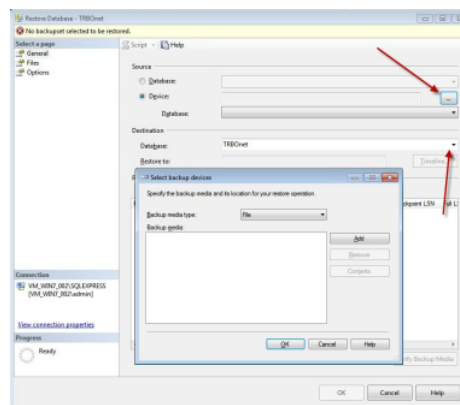 Restore Database - TRBOnet
No backupset selected to be restored.
Select a page
General
Files
Options
Script
Help
Source
Database:
Device:
...
Database:
Destination
Database:
TRBOnet
Restore to:
Timeline...
Select backup devices
Specify the backup media and its location for your restore operation.
Backup media type:
File
Backup media:
Add
Remove
Contents
OK
Cancel
Help
Checkpoint LSN
Full L
Connection
VM_WIN7_002\SQLEXPRESS
[VM_WIN7_002\admin]
View connection properties
Progress
Ready
Backup Media
OK
Cancel
Help